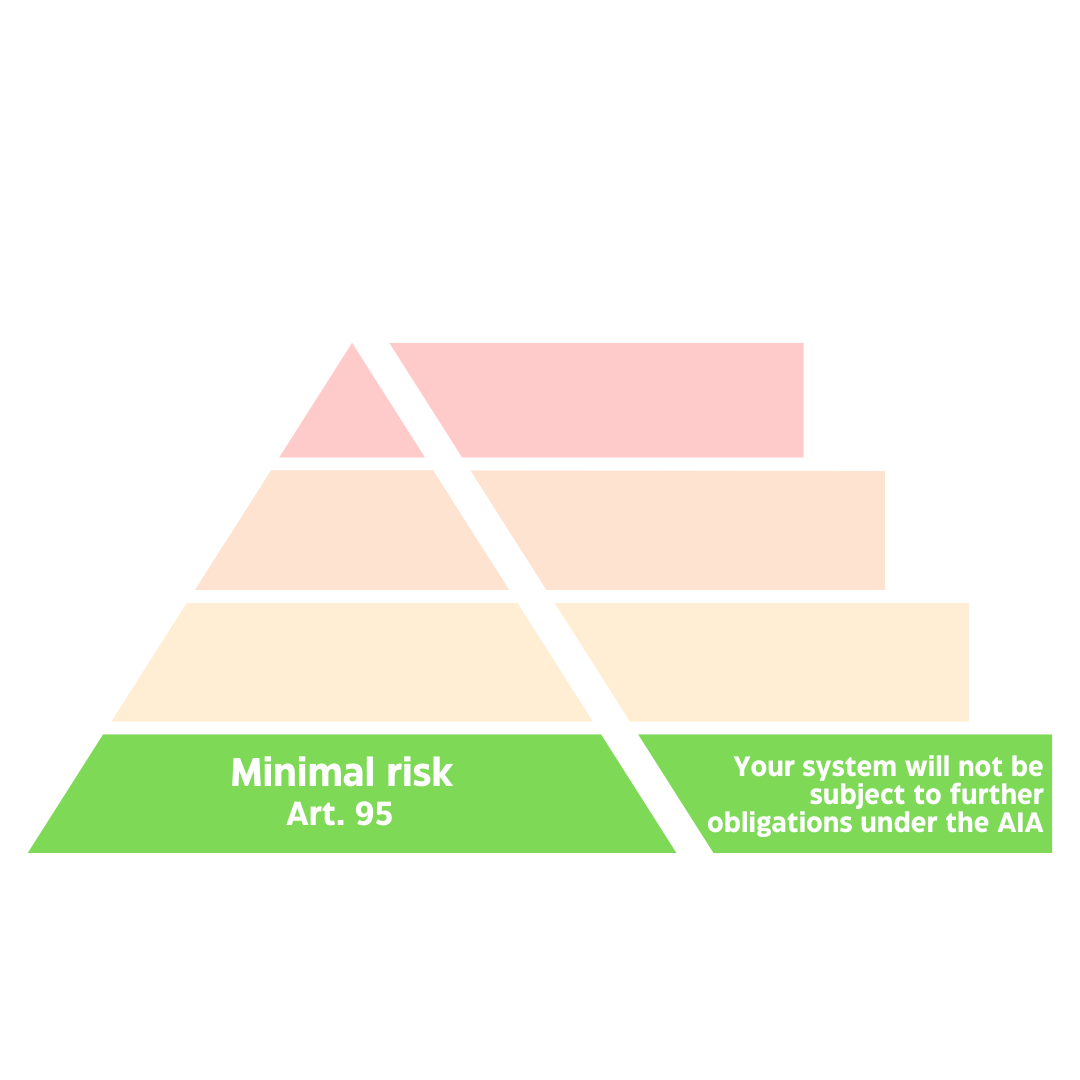 Minimal risk
Art. 95
Your system will not be
subject to further
obligations under the AIA